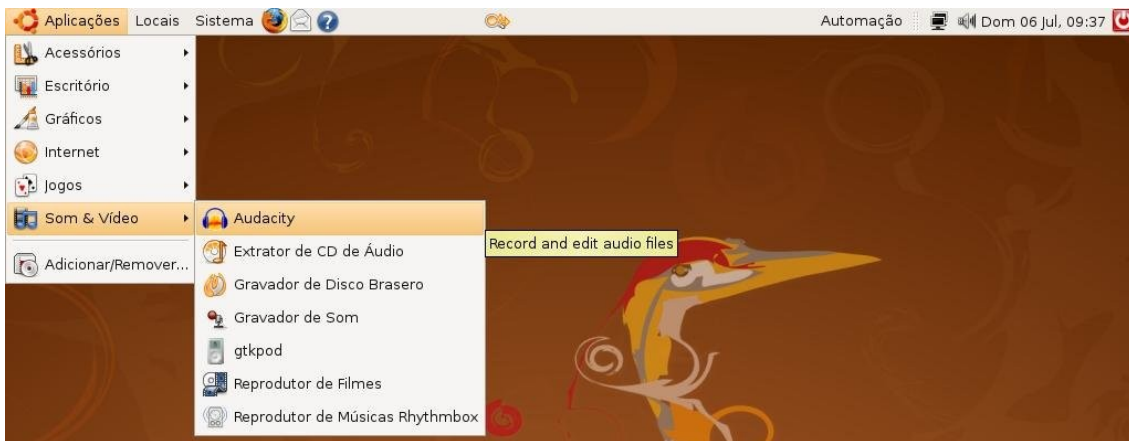 Aplicações Locais Sistema Automação Dom 06 Jul, 09:37
Acessórios
Escritório
Gráficos
Internet
Jogos
Som & Vídeo
Adicionar/Remover...
Audacity
Record and edit audio files
Extrator de CD de Áudio
Gravador de Disco Brasero
Gravador de Som
gtkpod
Reprodutor de Filmes
Reprodutor de Músicas Rhythmbox